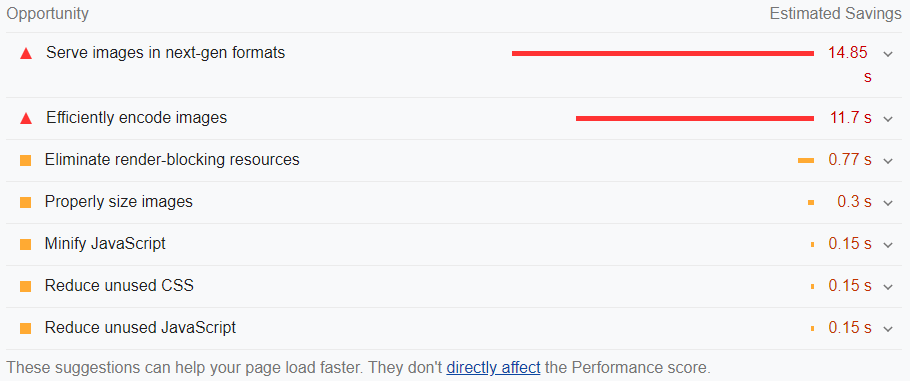 Opportunity Estimated Savings
Serve images in next-gen formats 14.85
s
Efficiently encode images 11.7 s
Eliminate render-blocking resources 0.77 s
Properly size images 0.3 s
Minify JavaScript 0.15 s
Reduce unused CSS 0.15 s
Reduce unused JavaScript 0.15 s
These suggestions can help your page load faster. They don't directly affect the Performance score.